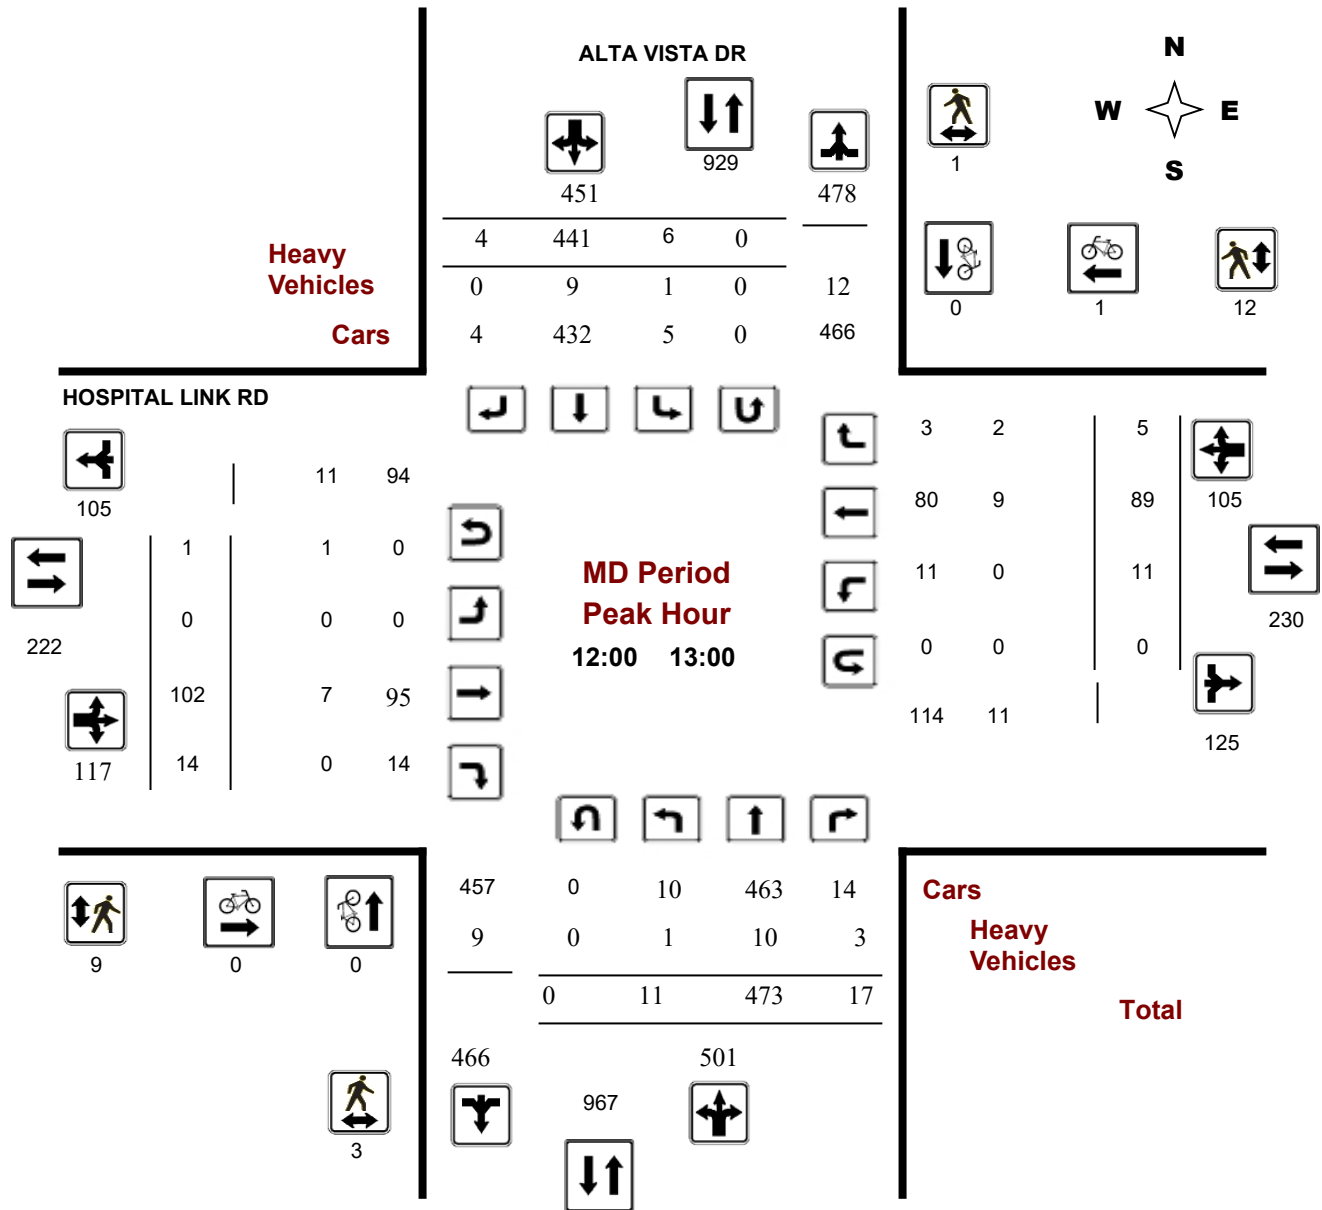 ALTA VISTA DR
N
W E
S
929
1
451
478
4 441 6 0
Heavy
Vehicles
0 9 1 0 12
Cars
4 432 5 0 466
0 1 12
HOSPITAL LINK RD
3 2 5
11 94
105
80 9 89 105
1 1 0
MD Period
11 0 11
Peak Hour
0 0 0
222
230
12:00 13:00
0 0 0
102 7 95
114 11
125
117 14 0 14
457 0 10 463 14
Cars
9 0 1 10 3
Heavy
Vehicles
9 0 0
0 11 473 17
Total
466 501
967
3